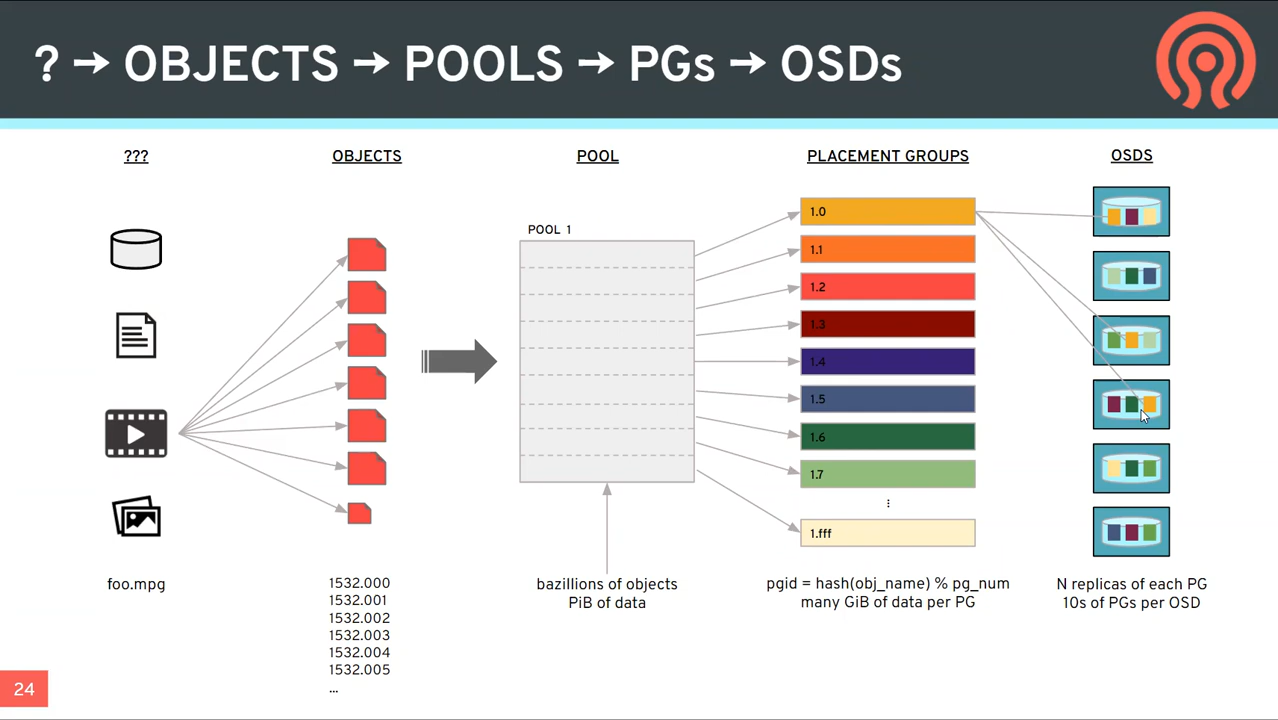 ? → OBJECTS → POOLS → PGs → OSDs
???
OBJECTS
POOL
PLACEMENT GROUPS
OSDS
POOL 1
1.0
1.1
1.2
1.3
1.4
1.5
1.6
1.7
⋮
1.fff
foo.mpg
1532.000
1532.001
1532.002
1532.003
1532.004
1532.005
...
bazillions of objects
PiB of data
pgid = hash(obj_name) % pg_num
many GiB of data per PG
N replicas of each PG
10s of PGs per OSD
24